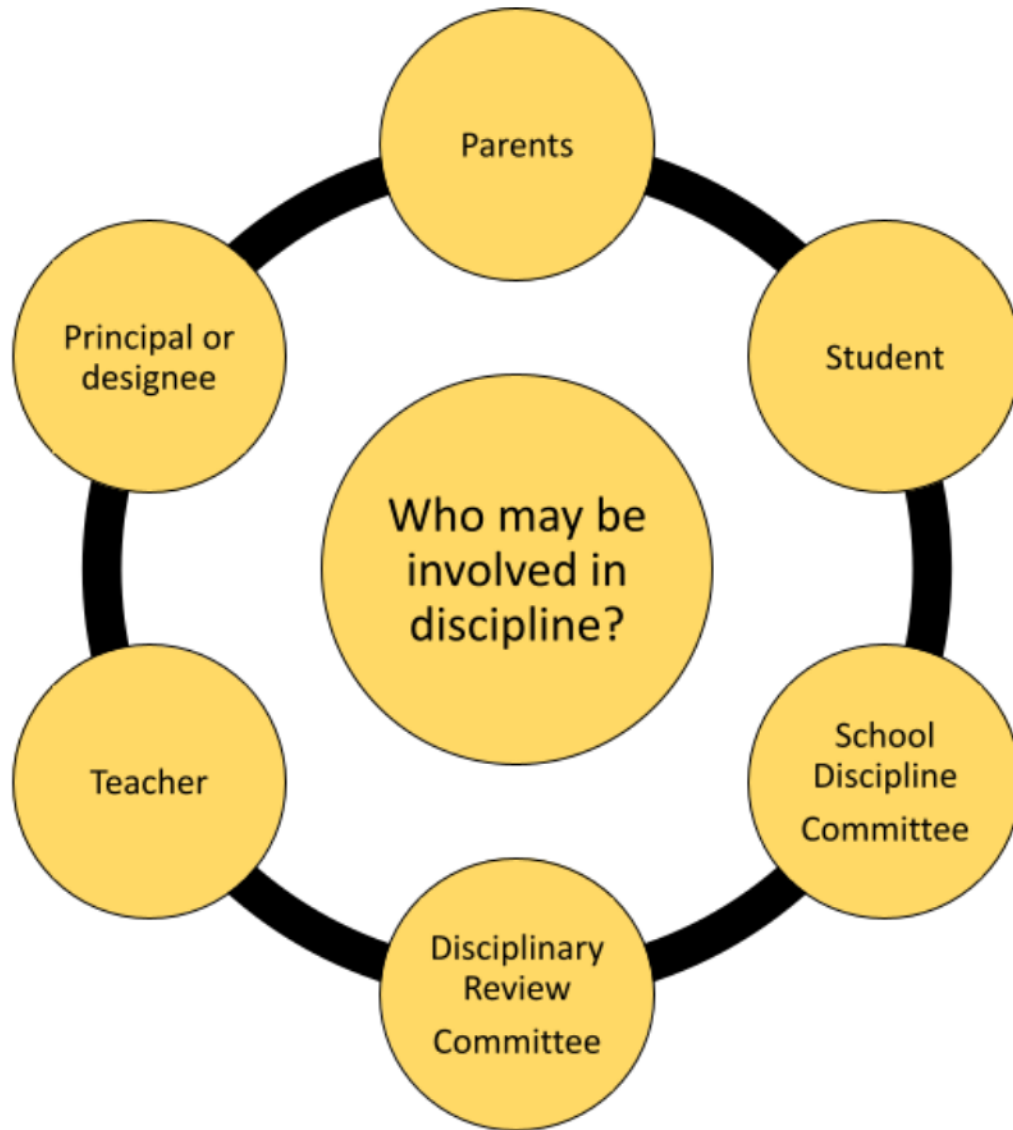 Parents
Student
School
Discipline
Committee
Disciplinary
Review
Committee
Teacher
Principal or
designee
Who may be
involved in
discipline?